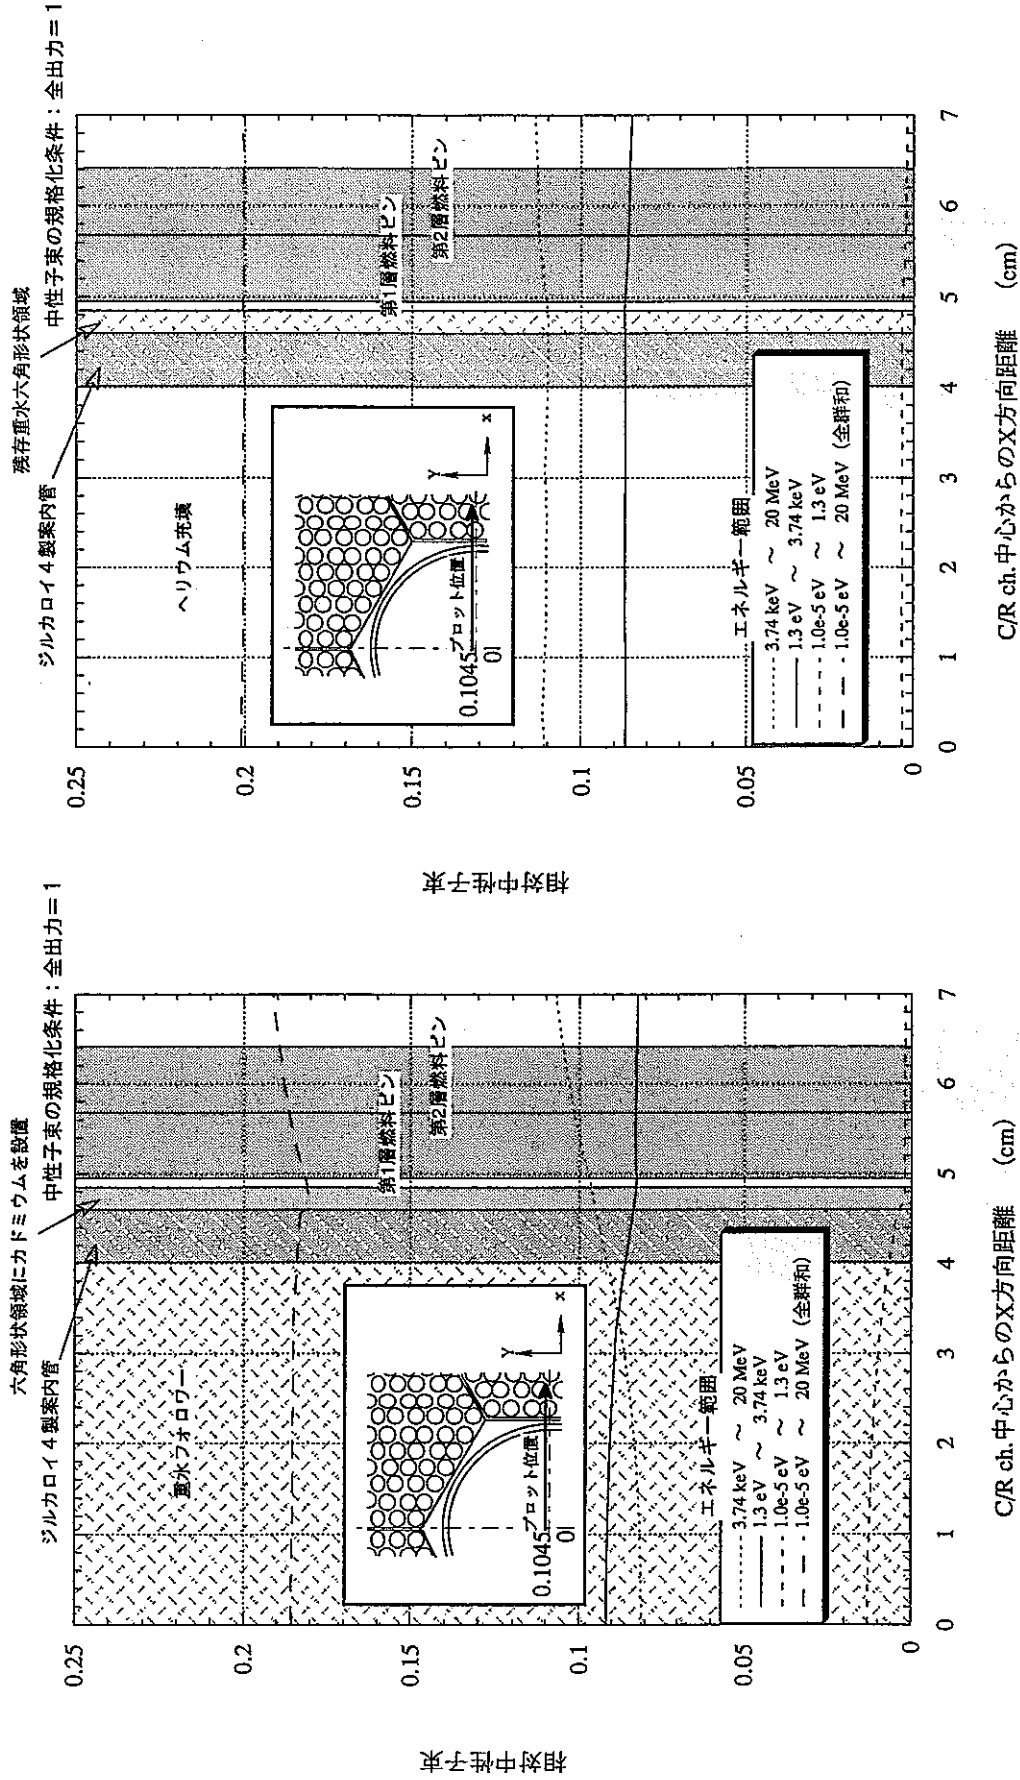 六角形状領域にカドミウムを設置
ジルカロイ4製案内管
中性子束の規格化条件：全出力＝1
重水フォロワー
第1層燃料ピン
第2層燃料ピン
相対中性子束
0.25
0.2
0.15
0.1
0.05
0
0
1
2
3
4
5
6
7
プロット位置
0.1045
0
Y
x
エネルギー範囲
3.74 keV ～ 20 MeV
1.3 eV ～ 3.74 keV
1.0e-5 eV ～ 1.3 eV
1.0e-5 eV ～ 20 MeV (全群和)
C/R ch. 中心からのX方向距離 (cm)
残存重水六角形状領域
ジルカロイ4製案内管
中性子束の規格化条件：全出力＝1
ヘリウム充填
第1層燃料ピン
第2層燃料ピン
相対中性子束
0.25
0.2
0.15
0.1
0.05
0
0
1
2
3
4
5
6
7
プロット位置
0.1045
0
Y
x
エネルギー範囲
3.74 keV ～ 20 MeV
1.3 eV ～ 3.74 keV
1.0e-5 eV ～ 1.3 eV
1.0e-5 eV ～ 20 MeV (全群和)
C/R ch. 中心からのX方向距離 (cm)